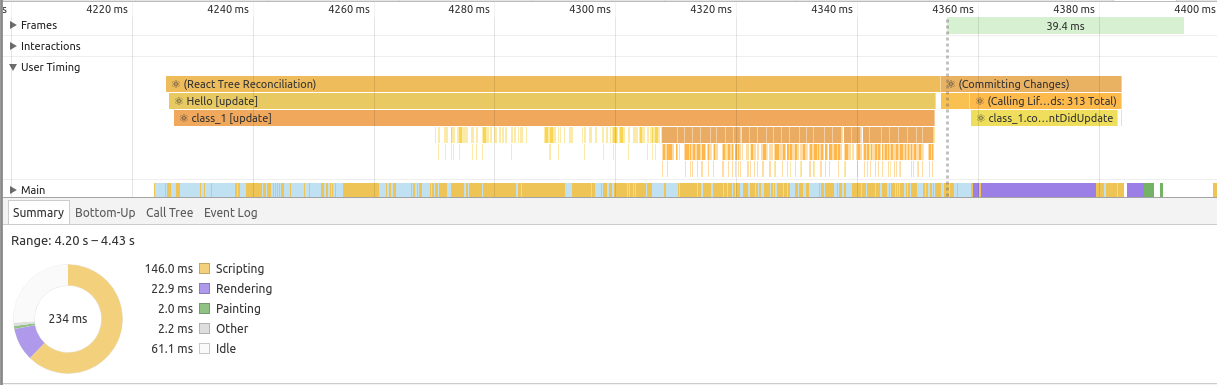 s 4220 ms 4240 ms 4260 ms 4280 ms 4300 ms 4320 ms 4340 ms 4360 ms 4380 ms 4400 ms
Frames 39.4 ms
Interactions
User Timing
(React Tree Reconciliation) (Committing Changes)
Hello [update] (Calling Lif…ds: 313 Total)
class_1 [update] class_1.co…ntDidUpdate
Main
Summary Bottom-Up Call Tree Event Log
Range: 4.20 s – 4.43 s
146.0 ms Scripting
22.9 ms Rendering
234 ms 2.0 ms Painting
2.2 ms Other
61.1 ms Idle